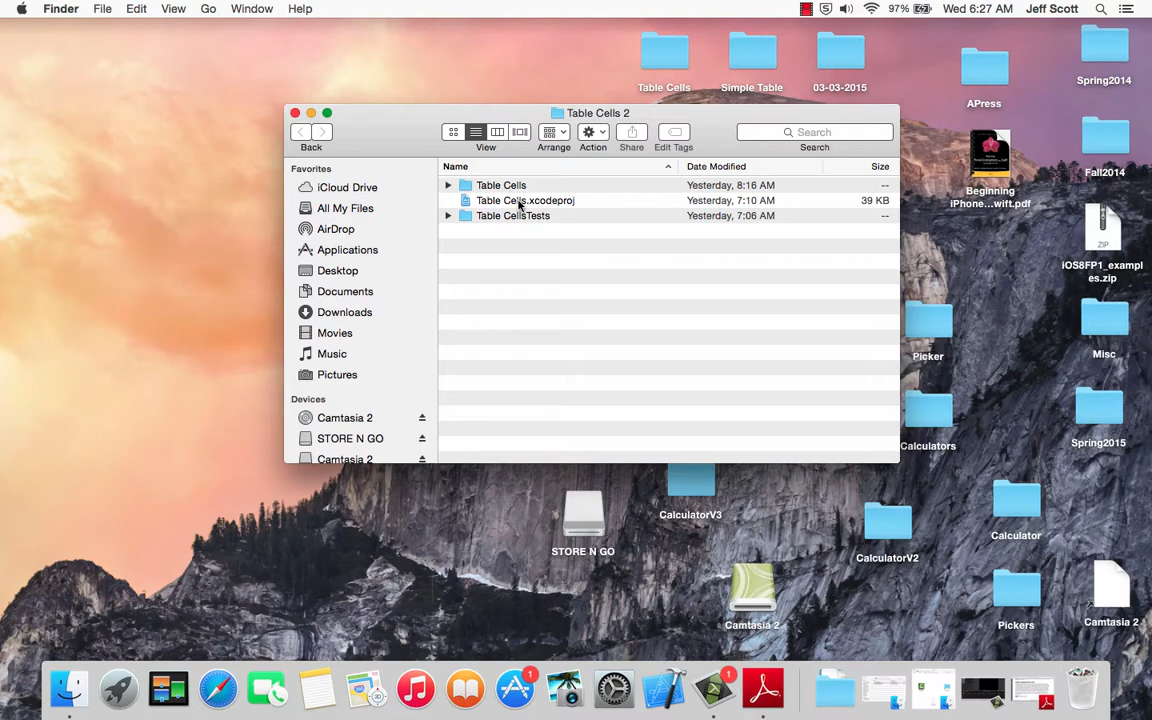 Finder File Edit View Go Window Help 97% Wed 6:27 AM Jeff Scott
Table Cells Simple Table 03-03-2015 APress Spring2014
Table Cells 2
Back View Arrange Action Share Edit Tags Search
Search
Favorites
iCloud Drive
All My Files
AirDrop
Applications
Desktop
Documents
Downloads
Movies
Music
Pictures
Devices
Camtasia 2
STORE N GO
Camtasia 2
Name Date Modified Size
Table Cells Yesterday, 8:16 AM --
Table Cells.xcodeproj Yesterday, 7:10 AM 39 KB
Table CellsTests Yesterday, 7:06 AM --
Beginning
iPhone...wift.pdf
Fall2014
ZIP
iOS8FP1_exampl
es.zip
Picker
Misc
Calculators
Spring2015
CalculatorV3
STORE N GO
CalculatorV2
Calculator
Camtasia 2
Pickers
Camtasia 2
1
1